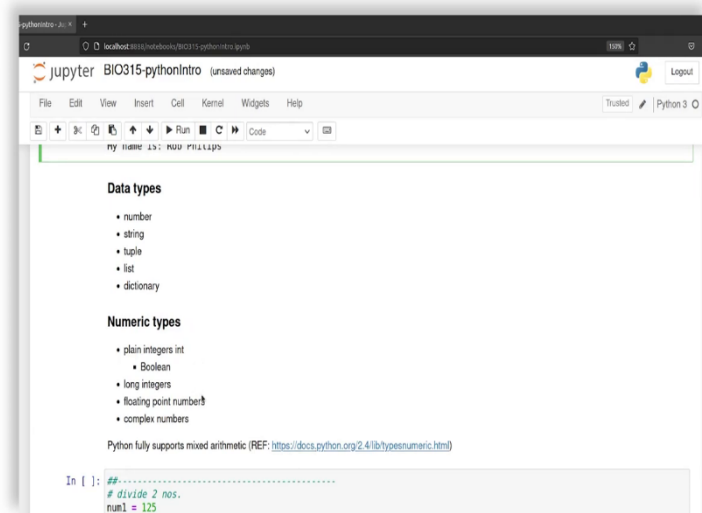 -pythonIntro - Ju × +
localhost:8888/notebooks/BIO315-pythonIntro.ipynb 150%
jupyter BIO315-pythonIntro (unsaved changes) Logout
File Edit View Insert Cell Kernel Widgets Help Trusted Python 3
Run Code
My name is: Rob Philips
Data types
• number
• string
• tuple
• list
• dictionary
Numeric types
• plain integers int
▪ Boolean
• long integers
• floating point numbers
• complex numbers
Python fully supports mixed arithmetic (REF: https://docs.python.org/2.4/lib/typesnumeric.html)
In [ ]: ##--------------------------------------------
# divide 2 nos.
num1 = 125